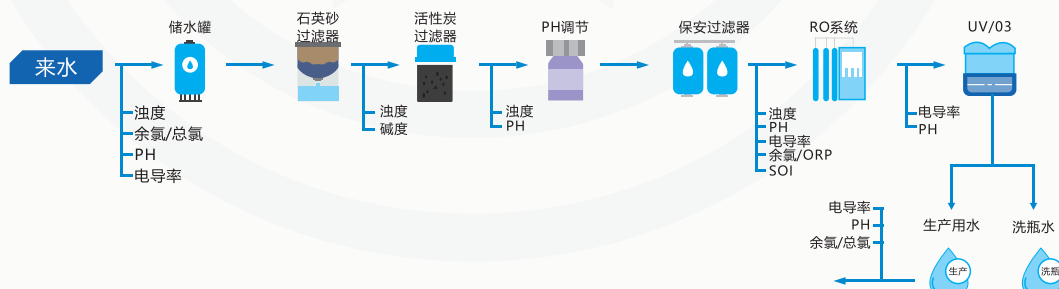 来水
储水罐
石英砂
过滤器
活性炭
过滤器
PH调节
保安过滤器
RO系统
UV/03
浊度
余氯/总氯
PH
电导率
浊度
碱度
浊度
PH
浊度
PH
电导率
余氯/ORP
SOI
电导率
PH
电导率
PH
余氯/总氯
生产用水
洗瓶水
生产
洗瓶